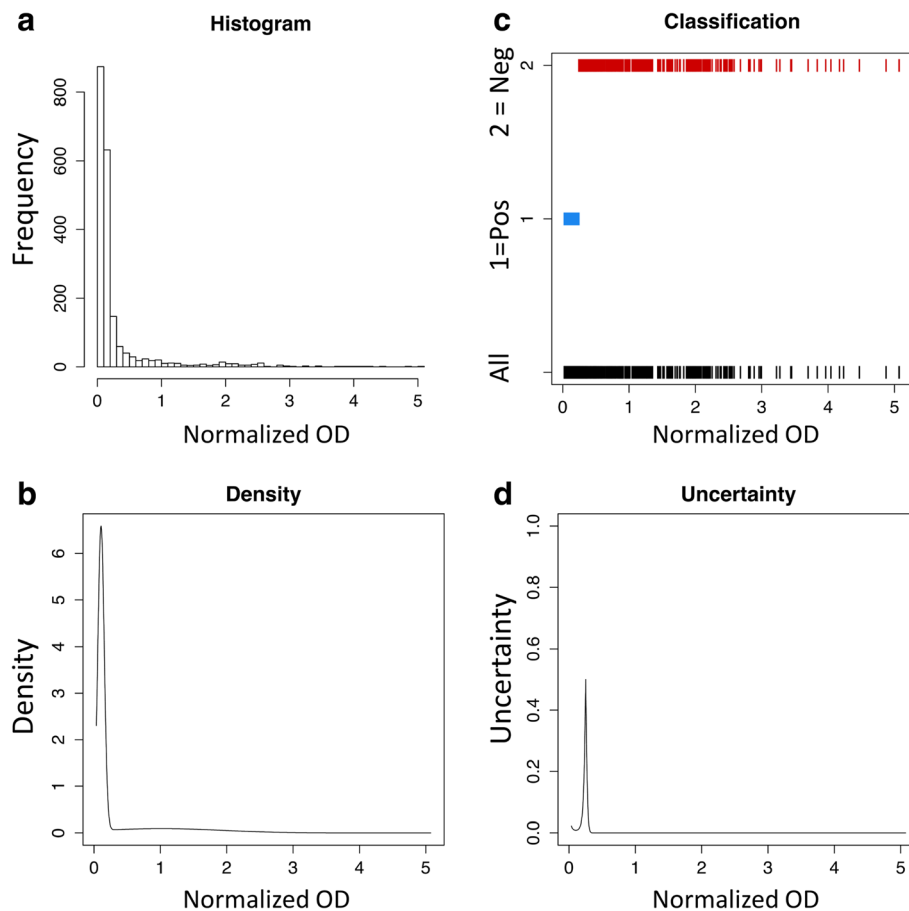 a
Histogram
Frequency
0 200 400 600 800
0 1 2 3 4 5
Normalized OD
c
Classification
All 1=Pos 2 = Neg
1 2
0 1 2 3 4 5
Normalized OD
b
Density
Density
0 1 2 3 4 5 6
0 1 2 3 4 5
Normalized OD
d
Uncertainty
Uncertainty
0.0 0.2 0.4 0.6 0.8 1.0
0 1 2 3 4 5
Normalized OD